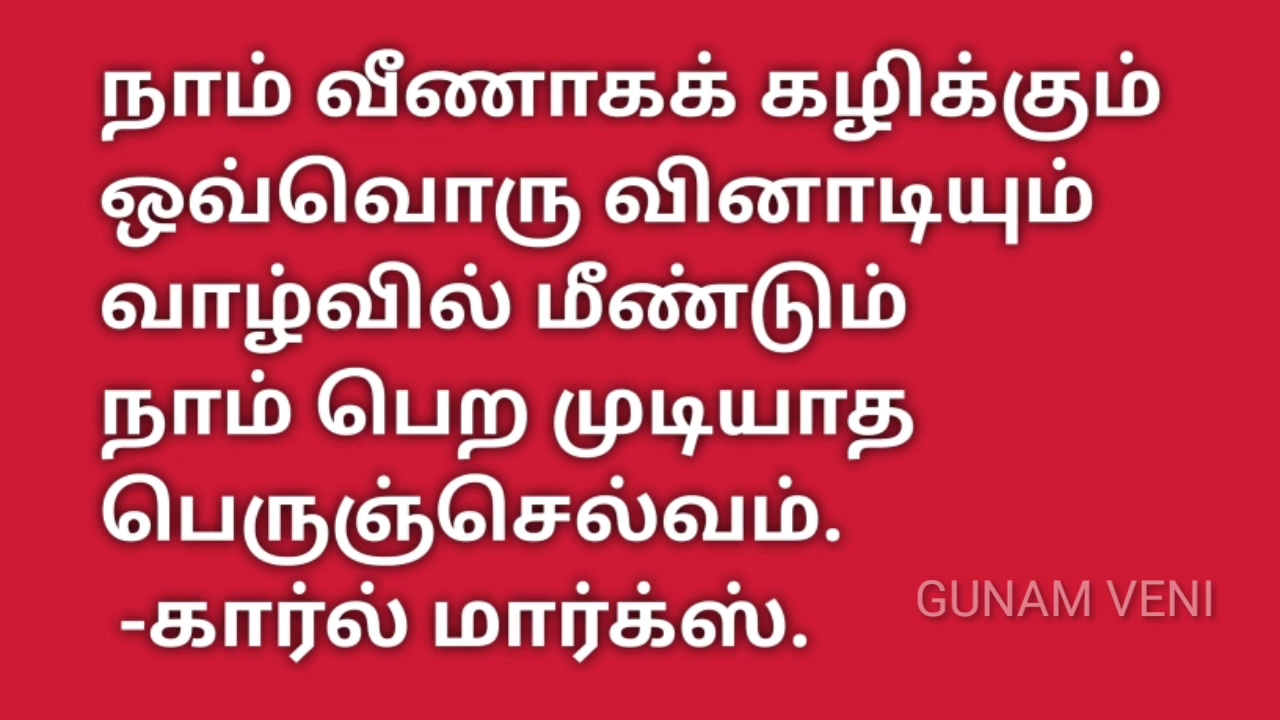 நாம் வீணாகக் கழிக்கும்
ஒவ்வொரு வினாடியும்
வாழ்வில் மீண்டும்
நாம் பெற முடியாத
பெருஞ்செல்வம்.
-கார்ல் மார்க்ஸ்.
GUNAM VENI